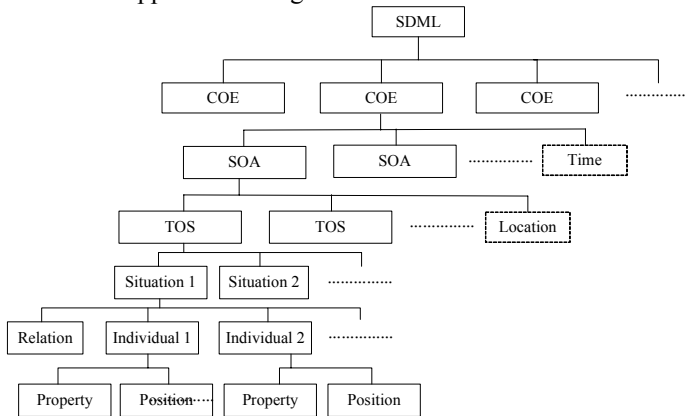 SDML
COE COE COE ...............
SOA SOA ............... Time
TOS TOS ............... Location
Situation 1 Situation 2 ...............
Relation Individual 1 Individual 2 ...............
Property Position Property Position